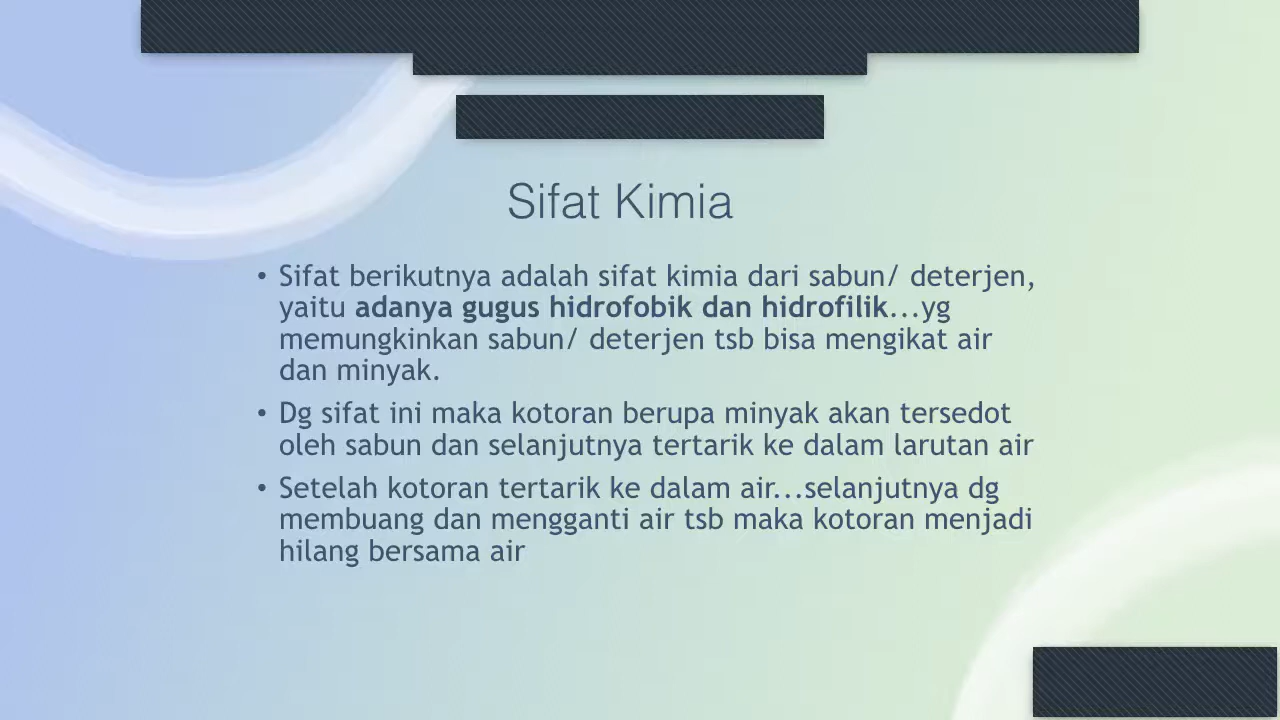 Sifat Kimia
• Sifat berikutnya adalah sifat kimia dari sabun/ deterjen,
yaitu adanya gugus hidrofobik dan hidrofilik...yg
memungkinkan sabun/ deterjen tsb bisa mengikat air
dan minyak.
• Dg sifat ini maka kotoran berupa minyak akan tersedot
oleh sabun dan selanjutnya tertarik ke dalam larutan air
• Setelah kotoran tertarik ke dalam air...selanjutnya dg
membuang dan mengganti air tsb maka kotoran menjadi
hilang bersama air